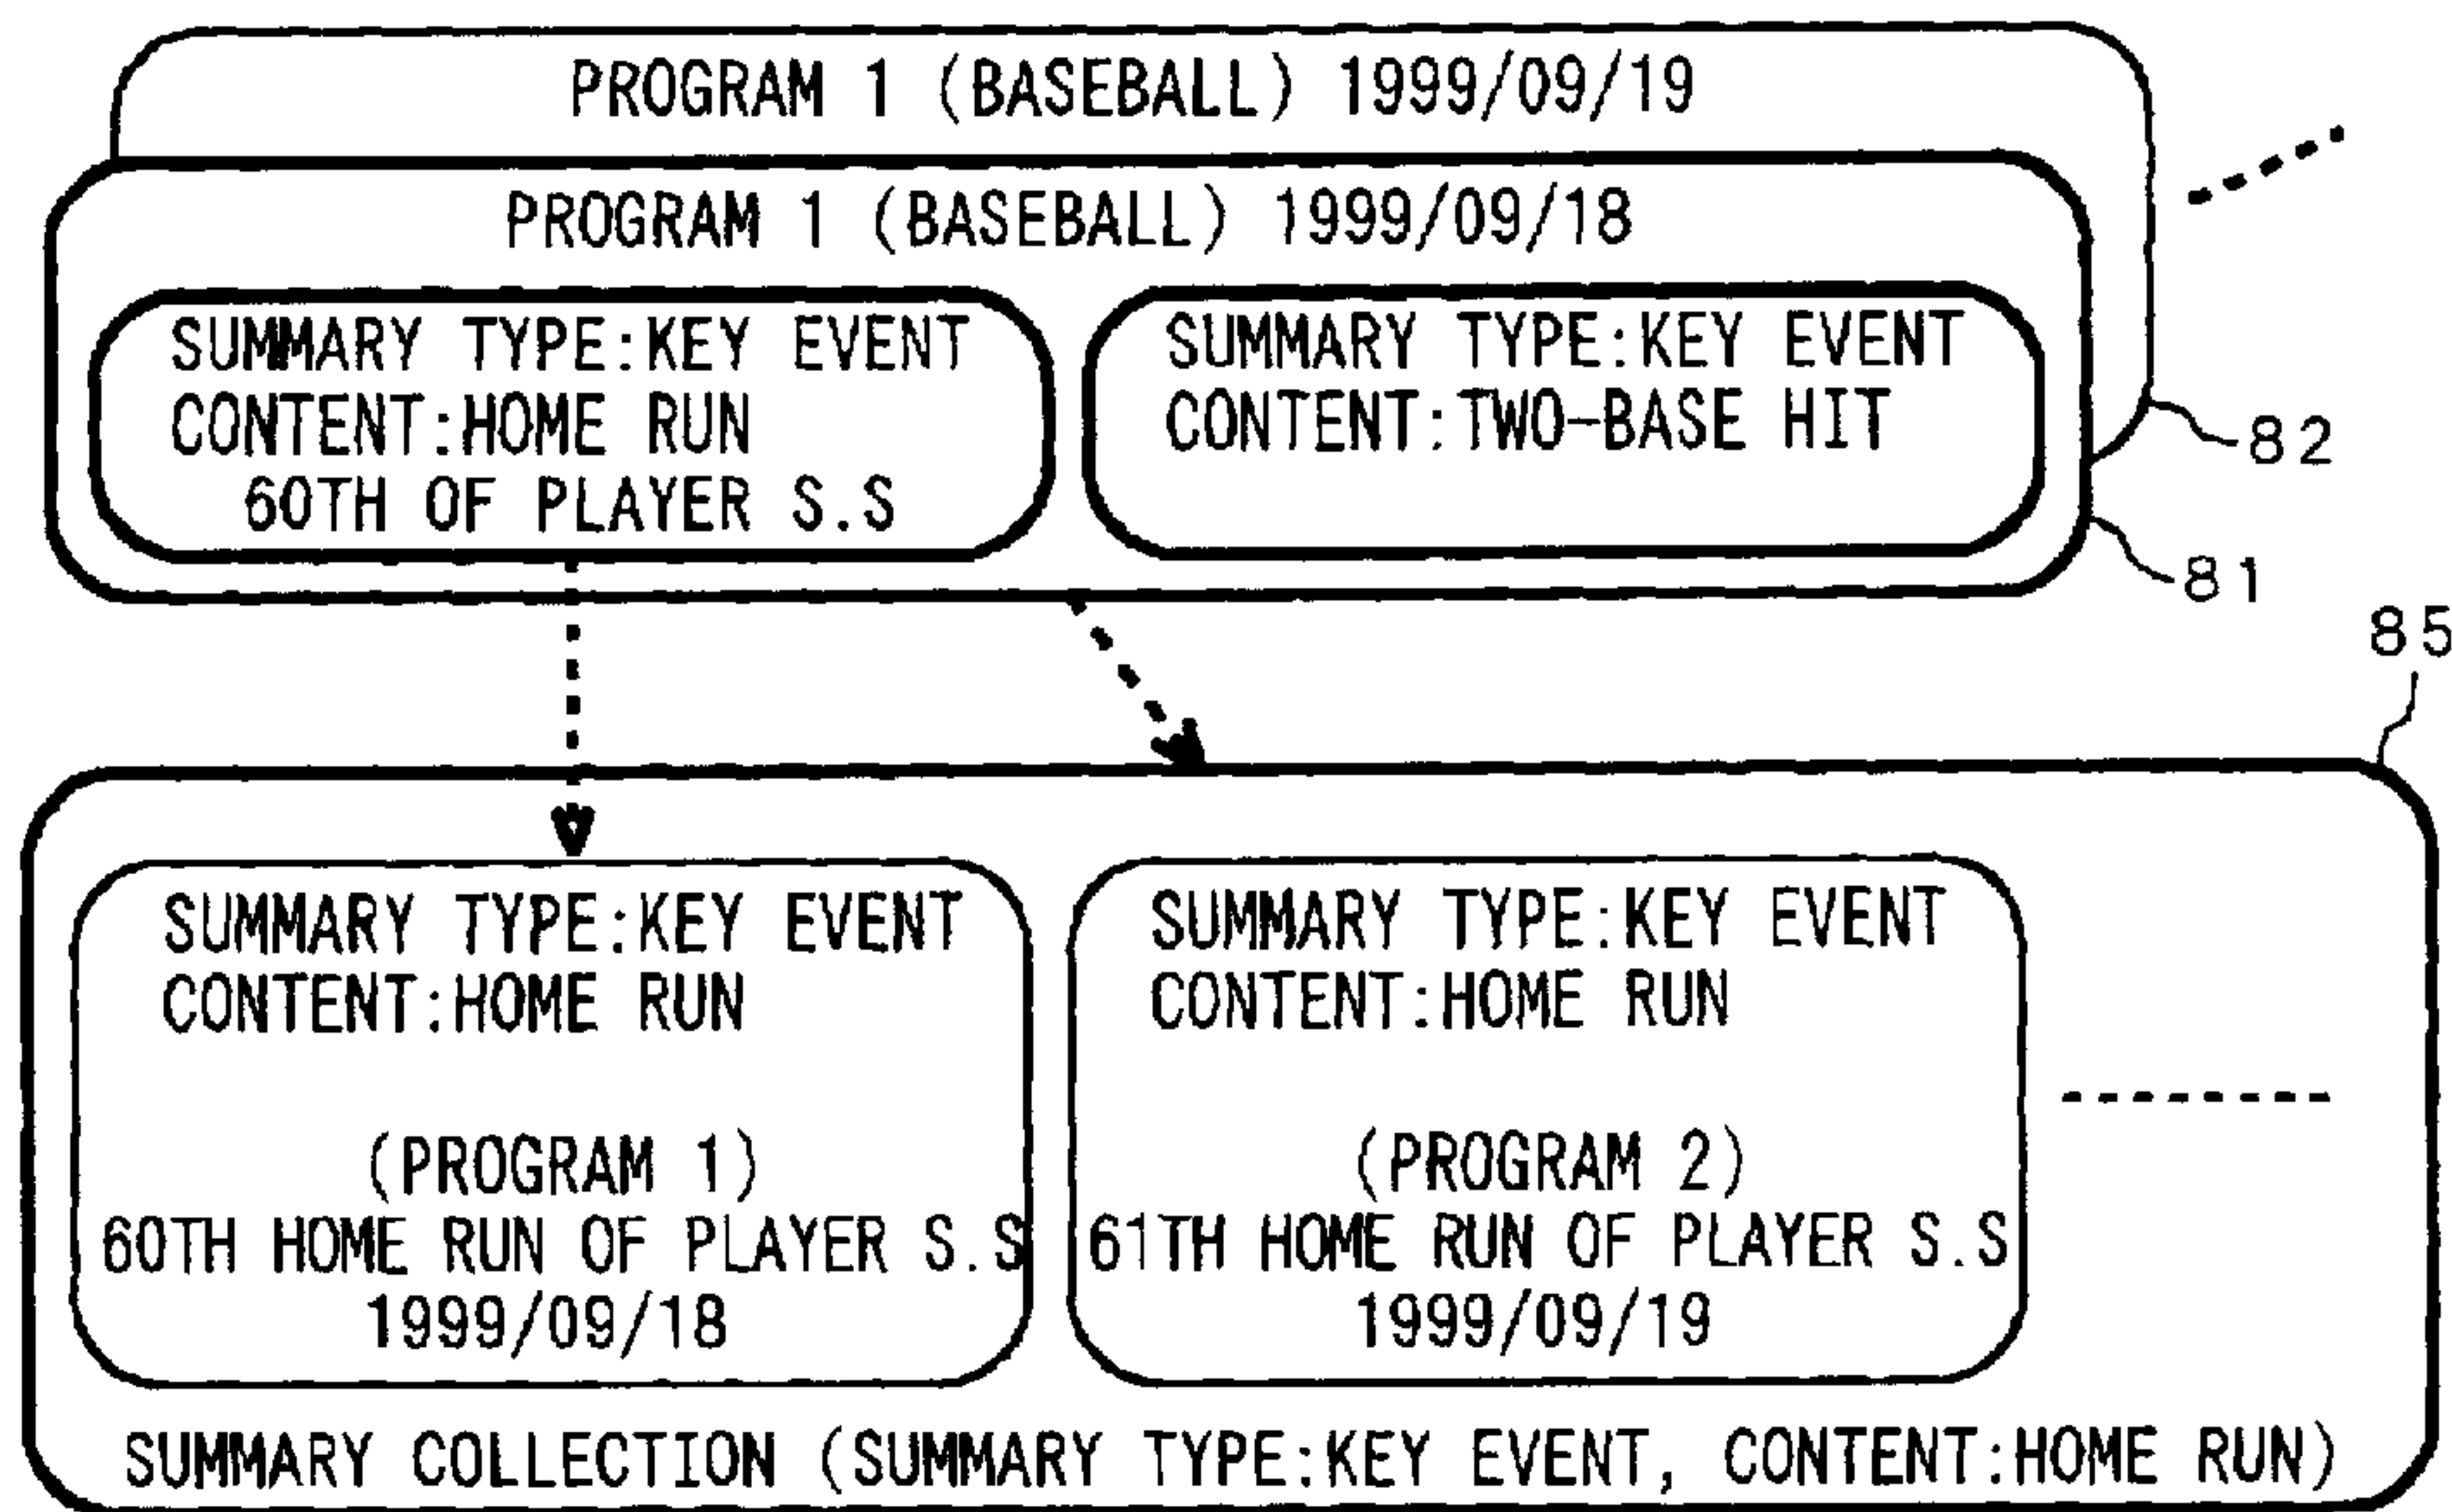 PROGRAM 1 (BASEBALL) 1999/09/19
PROGRAM 1 (BASEBALL) 1999/09/18
SUMMARY TYPE:KEY EVENT
CONTENT:HOME RUN
60TH OF PLAYER S.S
SUMMARY TYPE:KEY EVENT
CONTENT:TWO-BASE HIT
82
81
85
SUMMARY TYPE:KEY EVENT
CONTENT:HOME RUN
(PROGRAM 1)
60TH HOME RUN OF PLAYER S.S
1999/09/18
SUMMARY TYPE:KEY EVENT
CONTENT:HOME RUN
(PROGRAM 2)
61TH HOME RUN OF PLAYER S.S
1999/09/19
SUMMARY COLLECTION (SUMMARY TYPE:KEY EVENT, CONTENT:HOME RUN)